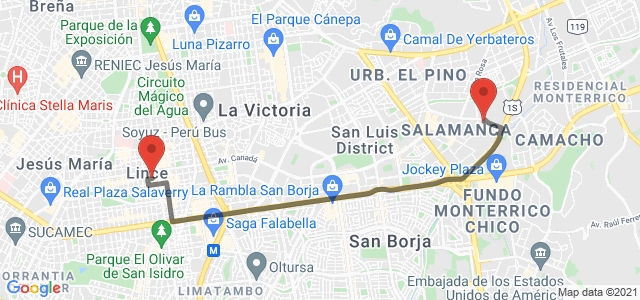 Breña
Parque de la
Exposición
El Parque Cánepa
Luna Pizarro
Camal De Yerbateros
RENIEC Jesús María
URB. EL PINO
Av. Los Frutales
Rosa
Clínica Stella Maris
Circuito
Mágico
del Agua
La Victoria
RESIDENCIAL
MONTERRICO
1S
Soyuz - Perú Bus
San Luis
District
SALAMANCA
CAMACHO
Jesús María
Lince
Av. Canadá
Jockey Plaza
Real Plaza Salaverry
La Rambla San Borja
FUNDO
MONTERRICO
CHICO
Av. Raúl Ferre
SUCAMEC
Saga Falabella
M
San Borja
Parque El Olivar
de San Isidro
Oltursa
Embajada de los Estados
Unidos de Améric
ORRANTIA
LIMATAMBO
Google
Map data ©2021